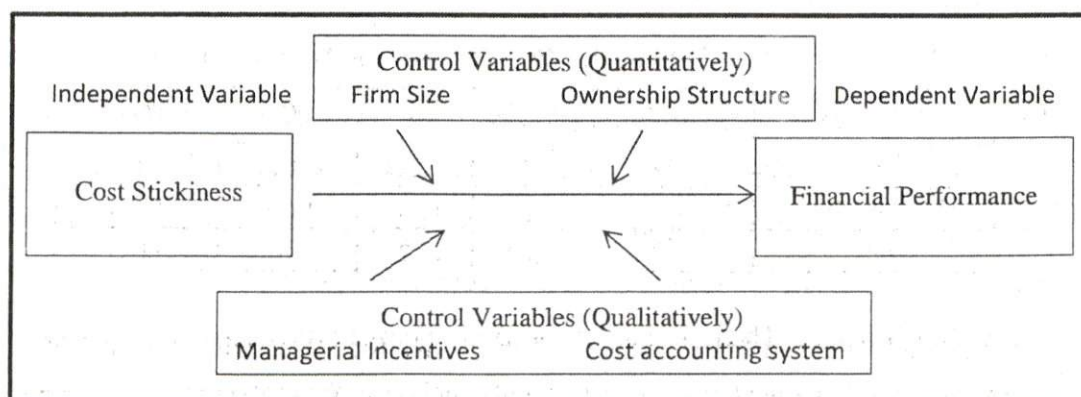 Control Variables (Quantitatively)
Independent Variable
Firm Size
Ownership Structure
Dependent Variable
Cost Stickiness
Financial Performance
Control Variables (Qualitatively)
Managerial Incentives
Cost accounting system